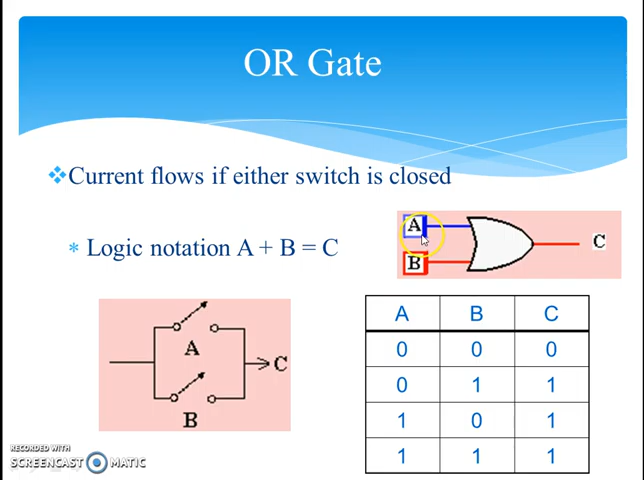 OR Gate
❖Current flows if either switch is closed
* Logic notation A + B = C
A
B
C
A
B
C
A B C
0 0 0
0 1 1
1 0 1
1 1 1
RECORDED WITH
SCREENCAST MATIC